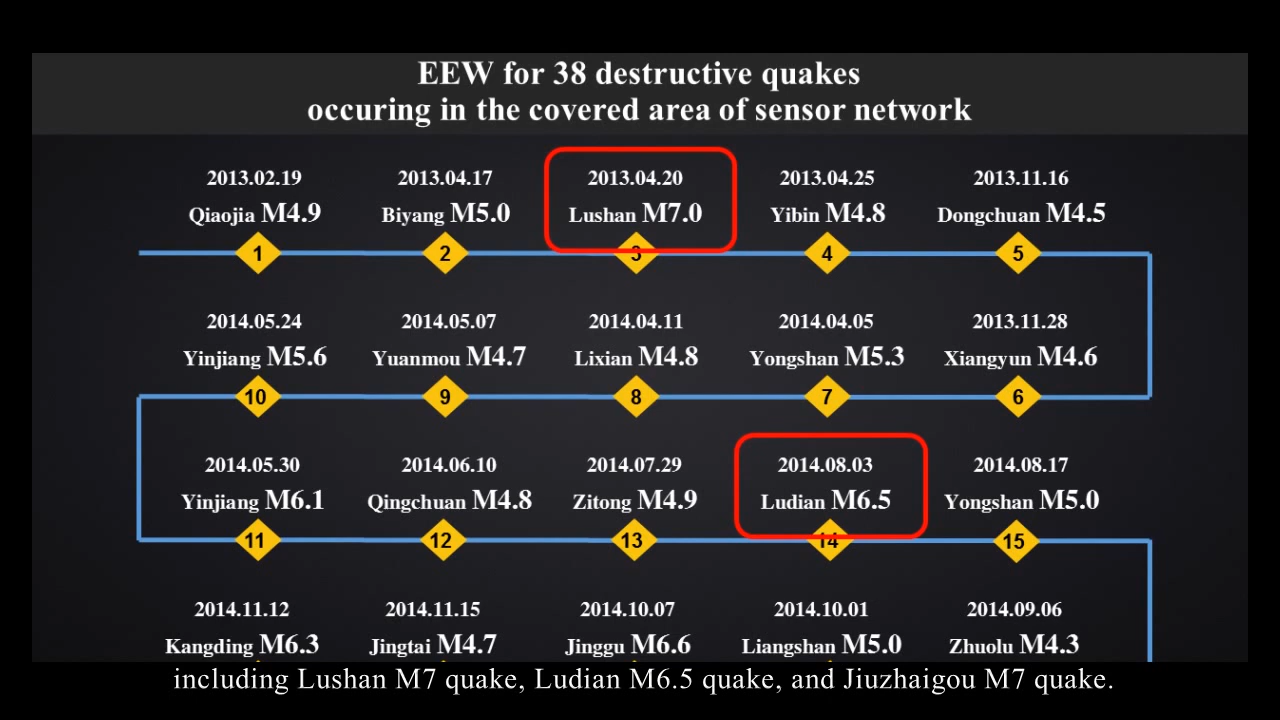 EEW for 38 destructive quakes
occuring in the covered area of sensor network
2013.02.19 2013.04.17 2013.04.20 2013.04.25 2013.11.16
Qiaojia M4.9 Biyang M5.0 Lushan M7.0 Yibin M4.8 Dongchuan M4.5
1 2 3 4 5
2014.05.24 2014.05.07 2014.04.11 2014.04.05 2013.11.28
Yinjiang M5.6 Yuanmou M4.7 Lixian M4.8 Yongshan M5.3 Xiangyun M4.6
10 9 8 7 6
2014.05.30 2014.06.10 2014.07.29 2014.08.03 2014.08.17
Yinjiang M6.1 Qingchuan M4.8 Zitong M4.9 Ludian M6.5 Yongshan M5.0
11 12 13 14 15
2014.11.12 2014.11.15 2014.10.07 2014.10.01 2014.09.06
Kangding M6.3 Jingtai M4.7 Jinggu M6.6 Liangshan M5.0 Zhuolu M4.3
including Lushan M7 quake, Ludian M6.5 quake, and Jiuzhaigou M7 quake.